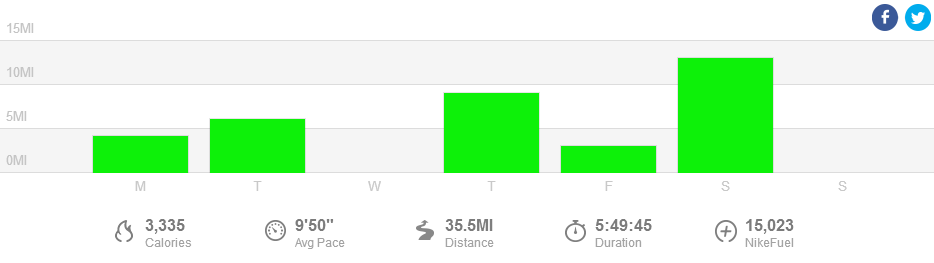 15MI
10MI
5MI
0MI
M T W T F S S
3,335 9'50" 35.5MI 5:49:45 15,023
Calories Avg Pace Distance Duration NikeFuel